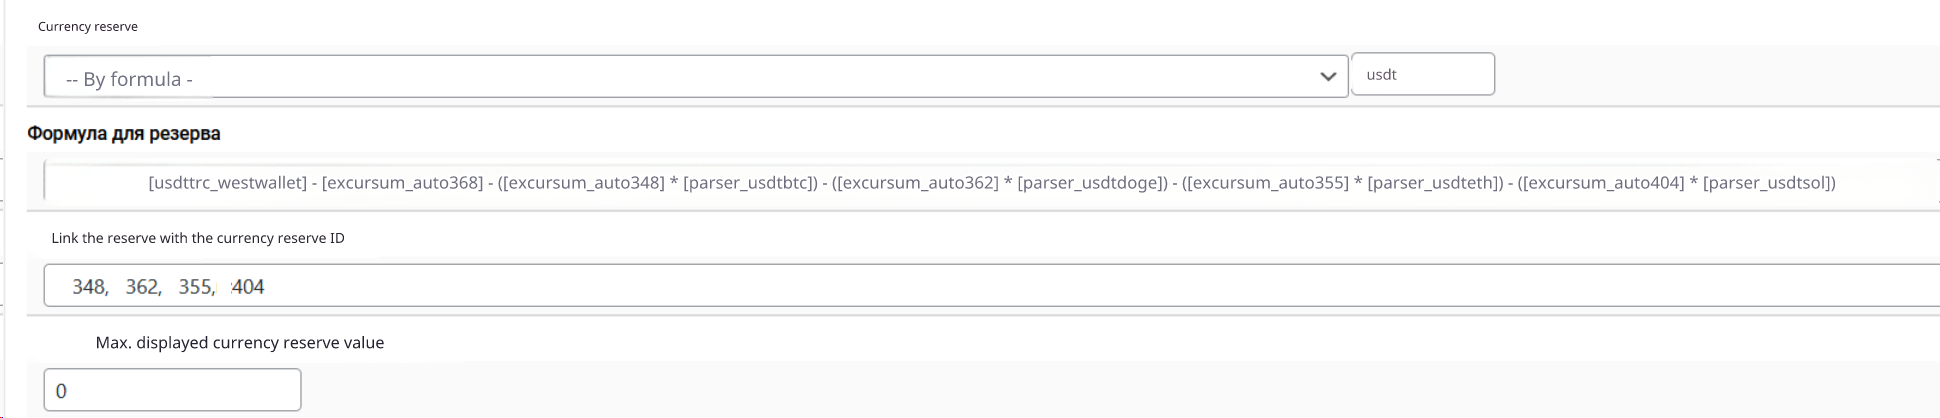 Currency reserve
-- By formula - usdt
Формула для резерва
[usdttrc_westwallet] - [excursum_auto368] - ([excursum_auto348] * [parser_usdtbtc]) - ([excursum_auto362] * [parser_usdtdoge]) - ([excursum_auto355] * [parser_usdteth]) - ([excursum_auto404] * [parser_usdtsol])
Link the reserve with the currency reserve ID
348, 362, 355, 404
Max. displayed currency reserve value
0